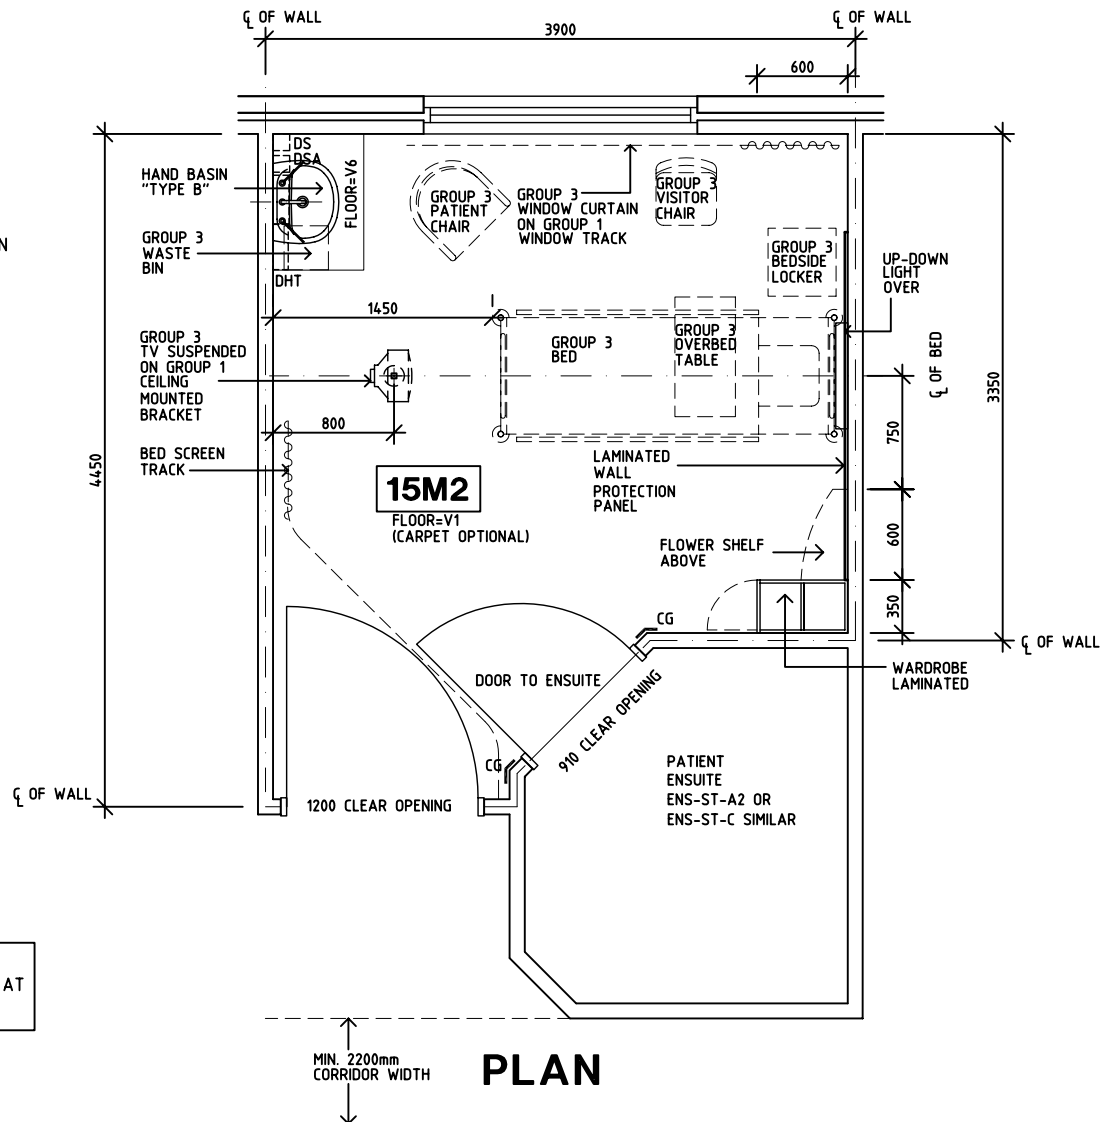 ℄ OF WALL
℄ OF WALL
3900
600
DS
DSA
HAND BASIN
"TYPE B"
FLOOR=V6
GROUP 3
PATIENT
CHAIR
GROUP 3
WINDOW CURTAIN
ON GROUP 1
WINDOW TRACK
GROUP 3
VISITOR
CHAIR
N
GROUP 3
WASTE
BIN
DHT
GROUP 3
BEDSIDE
LOCKER
UP-DOWN
LIGHT
OVER
1450
GROUP 3
TV SUSPENDED
ON GROUP 1
CEILING
MOUNTED
BRACKET
GROUP 3
BED
GROUP 3
OVERBED
TABLE
℄ OF BED
3350
800
750
4450
BED SCREEN
TRACK
LAMINATED
WALL
PROTECTION
PANEL
15M2
FLOOR=V1
(CARPET OPTIONAL)
FLOWER SHELF
ABOVE
600
350
CG
℄ OF WALL
WARDROBE
LAMINATED
DOOR TO ENSUITE
910 CLEAR OPENING
CG
PATIENT
ENSUITE
ENS-ST-A2 OR
ENS-ST-C SIMILAR
℄ OF WALL
1200 CLEAR OPENING
AT
MIN. 2200mm
CORRIDOR WIDTH
PLAN